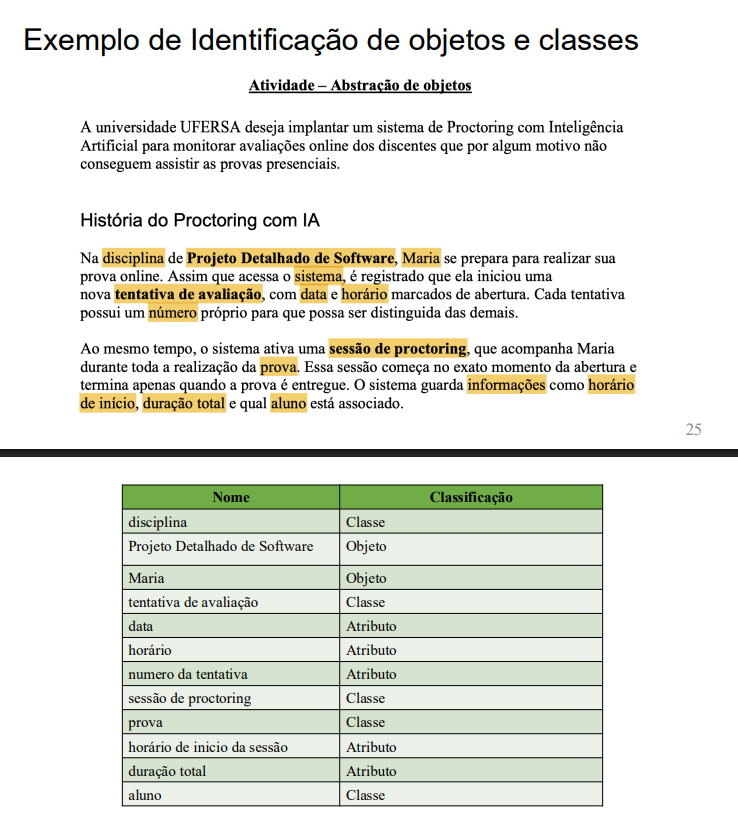 Exemplo de Identificação de objetos e classes
Atividade – Abstração de objetos
A universidade UFERSA deseja implantar um sistema de Proctoring com Inteligência
Artificial para monitorar avaliações online dos discentes que por algum motivo não
conseguem assistir as provas presenciais.
História do Proctoring com IA
Na disciplina de Projeto Detalhado de Software, Maria se prepara para realizar sua
prova online. Assim que acessa o sistema, é registrado que ela iniciou uma
nova tentativa de avaliação, com data e horário marcados de abertura. Cada tentativa
possui um número próprio para que possa ser distinguida das demais.
Ao mesmo tempo, o sistema ativa uma sessão de proctoring, que acompanha Maria
durante toda a realização da prova. Essa sessão começa no exato momento da abertura e
termina apenas quando a prova é entregue. O sistema guarda informações como horário
de início, duração total e qual aluno está associado.
25
Nome Classificação
disciplina Classe
Projeto Detalhado de Software Objeto
Maria Objeto
tentativa de avaliação Classe
data Atributo
horário Atributo
numero da tentativa Atributo
sessão de proctoring Classe
prova Classe
horário de inicio da sessão Atributo
duração total Atributo
aluno Classe